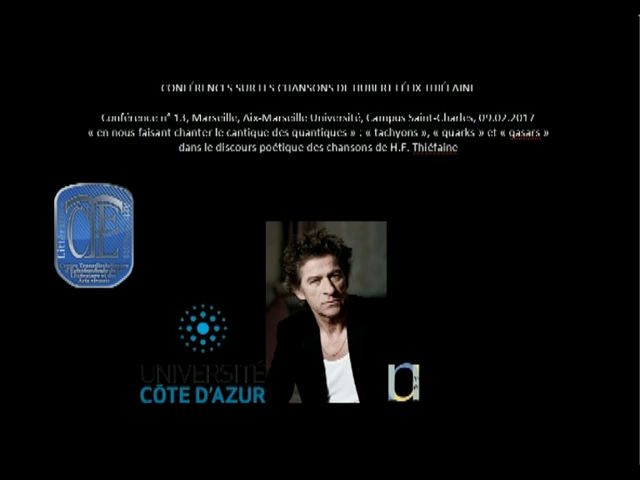 CONFÉRENCES SUR LES CHANSONS DE HUBERT FÉLIX THIÉFAINE
Conférence n° 13, Marseille, Aix-Marseille Université, Campus Saint-Charles, 09.02.2017
« en nous faisant chanter le cantique des quantiques » : « tachyons », « quarks » et « qasars »
dans le discours poétique des chansons de H.F. Thiéfaine
CTEL
UNIVERSITÉ
CÔTE D'AZUR